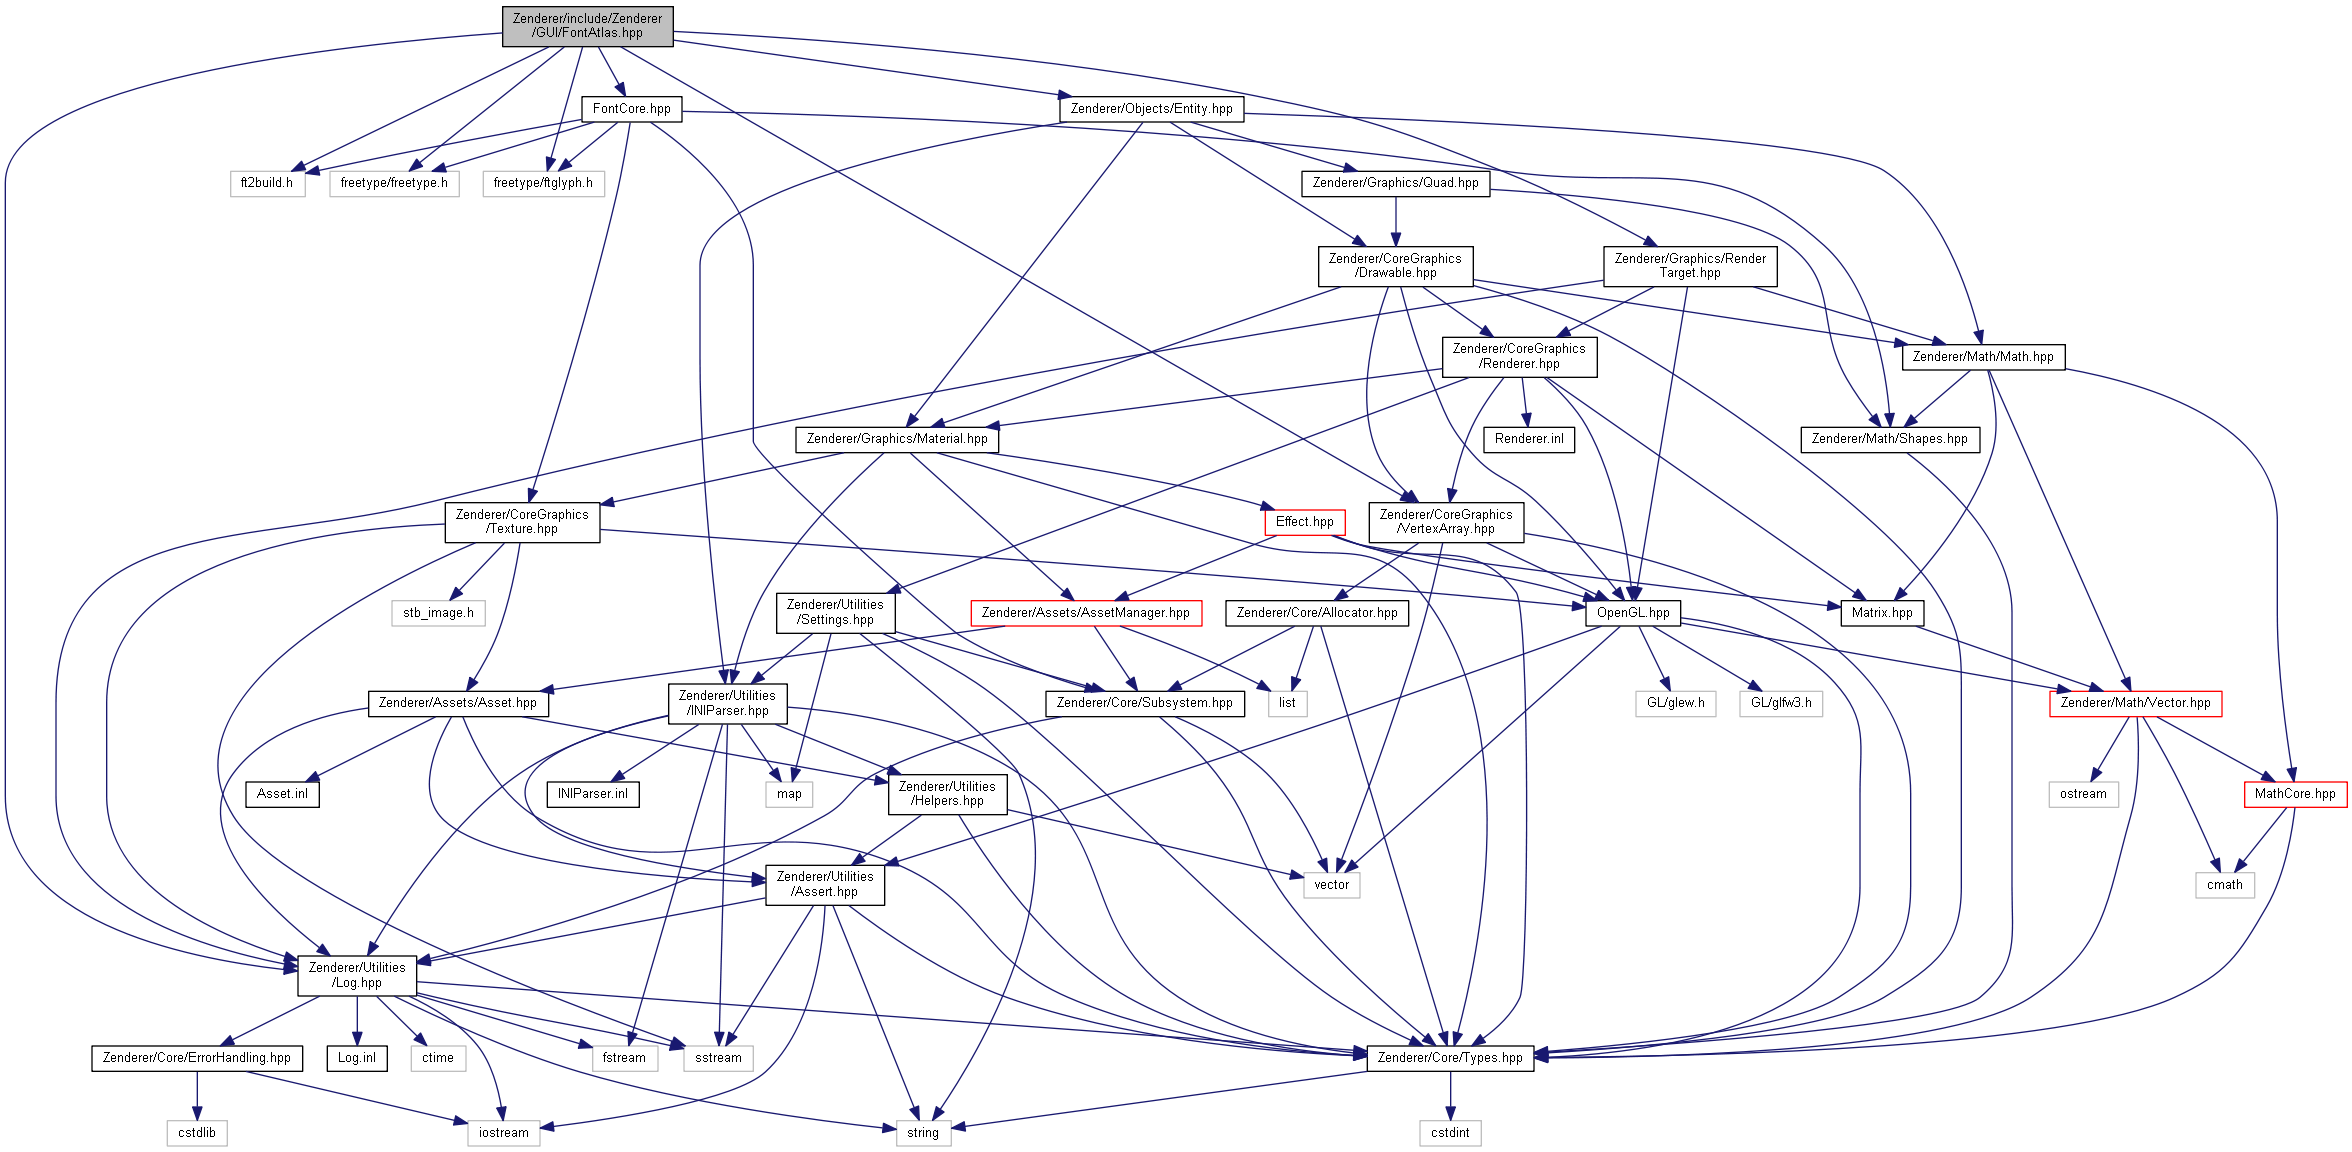 Zenderer/include/Zenderer
/GUI/FontAtlas.hpp
FontCore.hpp
Zenderer/Objects/Entity.hpp
ft2build.h
freetype/freetype.h
freetype/ftglyph.h
Zenderer/Graphics/Quad.hpp
Zenderer/CoreGraphics
/Drawable.hpp
Zenderer/Graphics/Render
Target.hpp
Zenderer/CoreGraphics
/Renderer.hpp
Zenderer/Math/Math.hpp
Zenderer/Graphics/Material.hpp
Renderer.inl
Zenderer/Math/Shapes.hpp
Zenderer/CoreGraphics
/Texture.hpp
Effect.hpp
Zenderer/CoreGraphics
/VertexArray.hpp
stb_image.h
Zenderer/Utilities
/Settings.hpp
Zenderer/Assets/AssetManager.hpp
Zenderer/Core/Allocator.hpp
OpenGL.hpp
Matrix.hpp
Zenderer/Assets/Asset.hpp
Zenderer/Utilities
/INIParser.hpp
Zenderer/Core/Subsystem.hpp
list
GL/glew.h
GL/glfw3.h
Zenderer/Math/Vector.hpp
Asset.inl
INIParser.inl
map
Zenderer/Utilities
/Helpers.hpp
ostream
MathCore.hpp
Zenderer/Utilities
/Assert.hpp
vector
cmath
Zenderer/Utilities
/Log.hpp
Zenderer/Core/ErrorHandling.hpp
Log.inl
ctime
fstream
sstream
Zenderer/Core/Types.hpp
cstdlib
iostream
string
cstdint